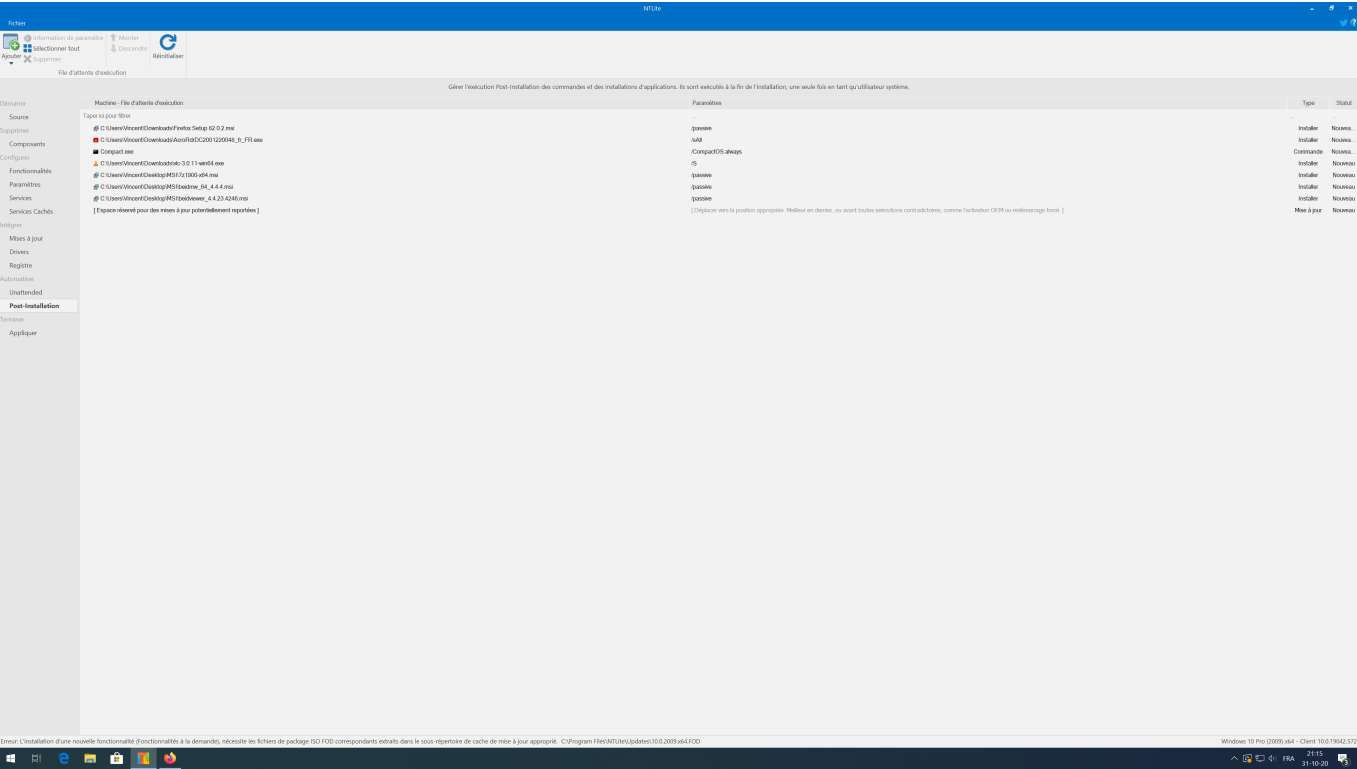 NTLite
Fichier
Ajouter
Information de paramètre
Sélectionner tout
Supprimer
Monter
Descendre
Réinitialiser
File d'attente d'exécution
Gérer l'exécution Post-Installation des commandes et des installations d'applications. Ils sont exécutés à la fin de l'installation, une seule fois en tant qu'utilisateur système.
Démarrer
Source
Supprimer
Composants
Configurer
Fonctionnalités
Paramètres
Services
Services Cachés
Intégrer
Mises à jour
Drivers
Registre
Automatiser
Unattended
Post-Installation
Terminer
Appliquer
Machine - File d'attente d'exécution Paramètres Type Statut
Taper ici pour filtrer ... ... ...
C:\Users\Vincent\Downloads\Firefox Setup 82.0.2.msi /passive Installer Nouvea...
C:\Users\Vincent\Downloads\AcroRdrDC2001220048_fr_FR.exe /sAll Installer Nouvea...
Compact.exe /CompactOS:always Commande Nouvea...
C:\Users\Vincent\Downloads\vlc-3.0.11-win64.exe /S Installer Nouveau
C:\Users\Vincent\Desktop\MSI\7z1900-x64.msi /passive Installer Nouveau
C:\Users\Vincent\Desktop\MSI\beidmw_64_4.4.4.msi /passive Installer Nouveau
C:\Users\Vincent\Desktop\MSI\beidviewer_4.4.23.4246.msi /passive Installer Nouveau
[ Espace réservé pour des mises à jour potentiellement reportées ] [ Déplacer vers la position appropriée. Meilleur en dernier, ou avant toutes exécutions contradictoires, comme l'activation OEM ou redémarrage forcé. ] Mise à jour Nouveau
Erreur: L'installation d'une nouvelle fonctionnalité (Fonctionnalités à la demande), nécessite les fichiers de package ISO FOD correspondants extraits dans le sous-répertoire de cache de mise à jour approprié. C:\Program Files\NTLite\Updates\10.0.2009.x64.FOD
Windows 10 Pro (2009) x64 - Client 10.0.19042.572
FRA
21:15
31-10-20
3